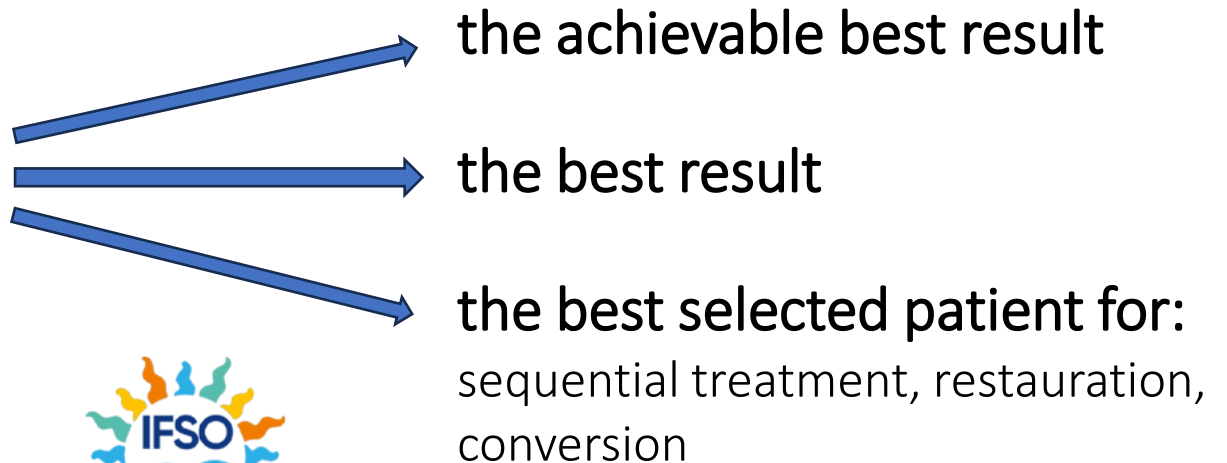 the achievable best result
the best result
the best selected patient for:
sequential treatment, restauration,
conversion
IFSO